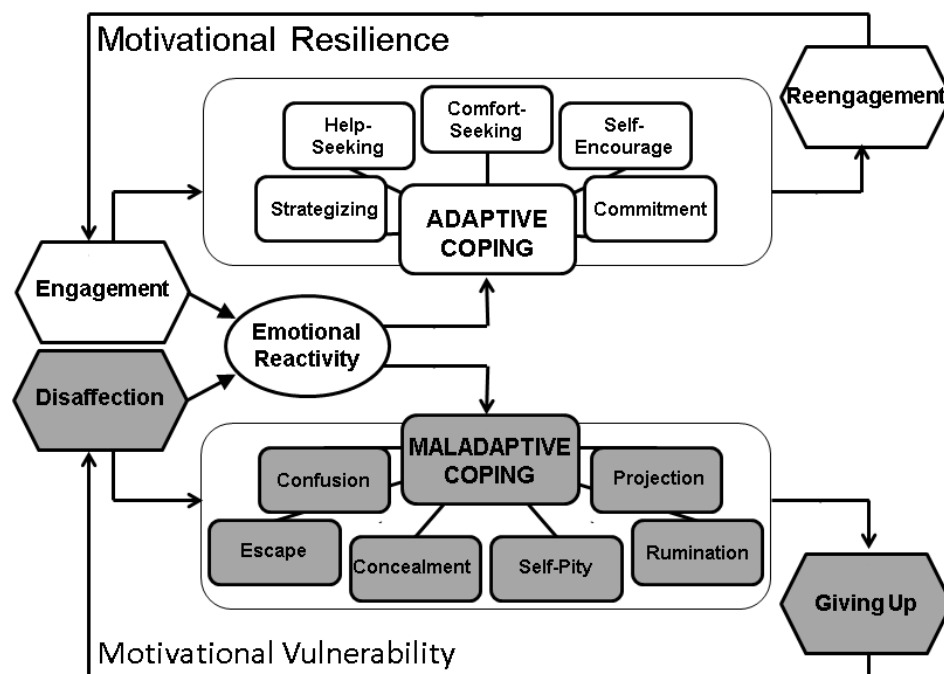 Motivational Resilience
Reengagement
Comfort-
Seeking
Help-
Seeking
Self-
Encourage
Strategizing
Commitment
ADAPTIVE
COPING
Engagement
Emotional
Reactivity
Disaffection
MALADAPTIVE
COPING
Confusion
Projection
Escape
Concealment
Self-Pity
Rumination
Giving Up
Motivational Vulnerability